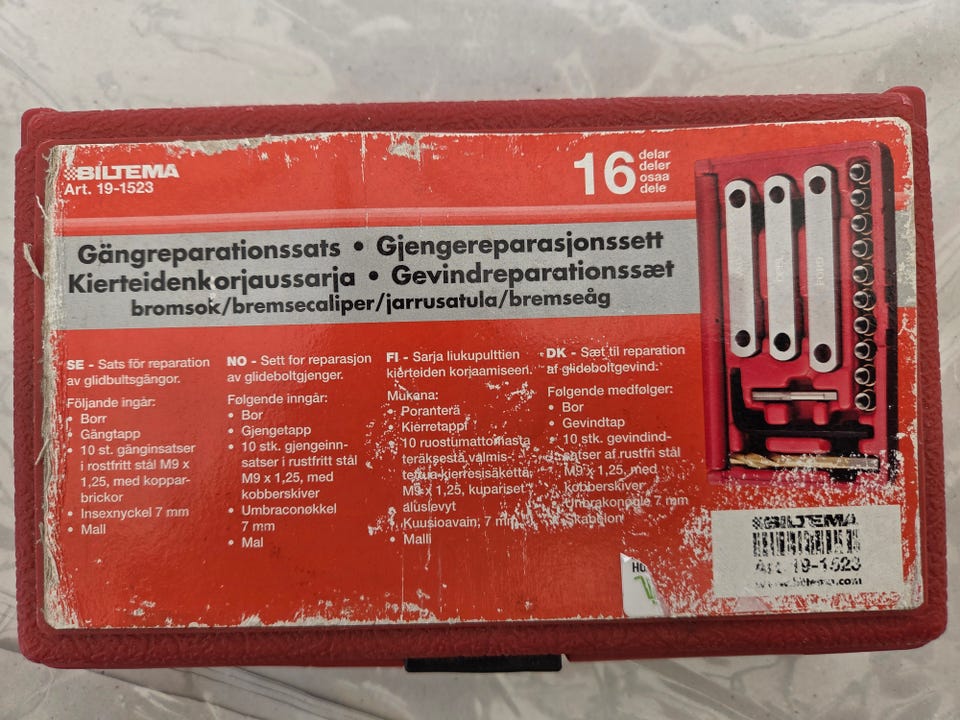 BILTEMA
Art. 19-1523
16
delar
deler
osaa
dele
Gängreparationssats • Gjengereparasjonssett
Kierteidenkorjaussarja • Gevindreparationssæt
bromsok/bremsecaliper/jarrusatula/bremseåg
SE - Sats för reparation
av glidbultsgängor.
Följande ingår:
• Borr
• Gängtapp
• 10 st. gänginsatser
i rostfritt stål M9 x
1,25, med koppar-
brickor
• Insexnyckel 7 mm
• Mall
NO - Sett for reparasjon
av glideboltgjenger.
Følgende inngår:
• Bor
• Gjengetapp
• 10 stk. gjengeinn-
satser i rustfritt stål
M9 x 1,25, med
kobberskiver
• Umbraconøkkel
7 mm
• Mal
FI - Sarja liukupulttien
kierteiden korjaamiseen.
Mukana:
• Poranterä
• Kierretappi
• 10 ruostumattomasta
teräksestä valmis-
tettua kierresisäkettä
M9 x 1,25, kupariset
aluslevyt
• Kuusioavain, 7 mm
• Malli
DK - Sæt til reparation
af glideboltgevind:
Følgende medfølger:
• Bor
• Gevindtap
• 10 stk. gevindind-
satser af rustfri stål
M9 x 1,25, med
kobberskiver
• Umbrakonøgle 7 mm
• Skabelon
OPEL
FORD
BILTEMA
Art. 19-1523
www.biltema.com
HU